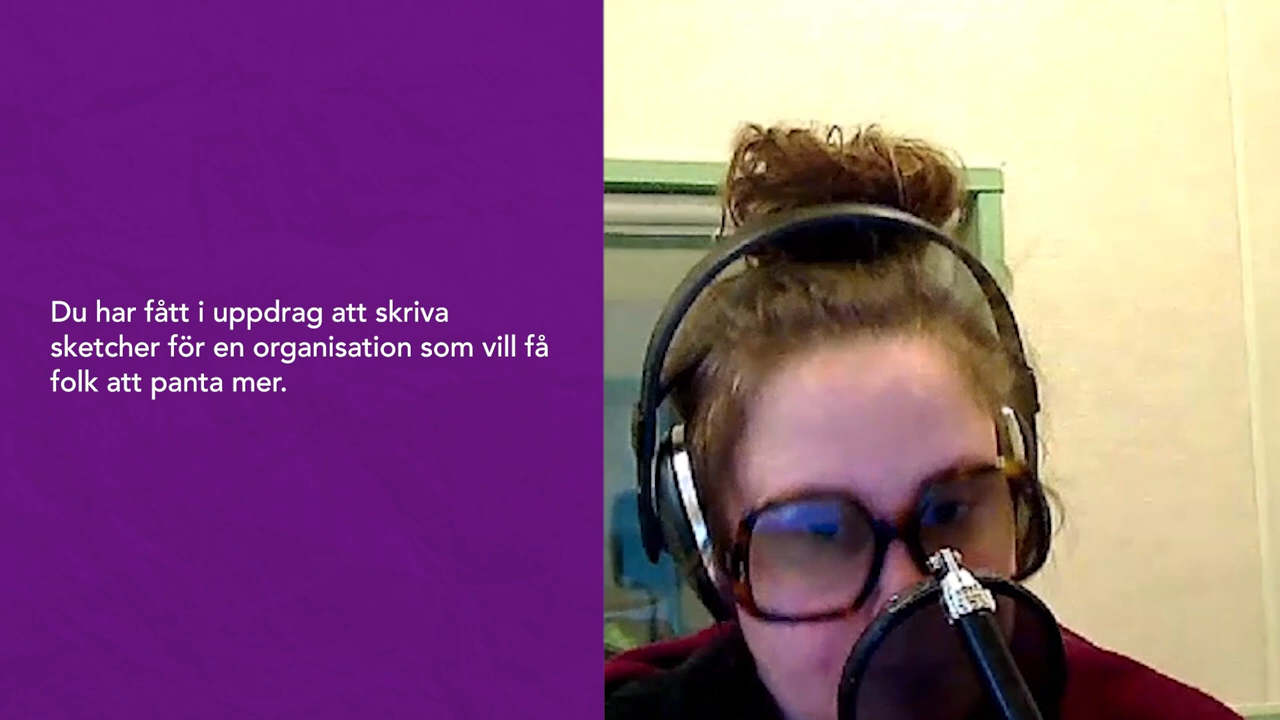 Du har fått i uppdrag att skriva
sketcher för en organisation som vill få
folk att panta mer.